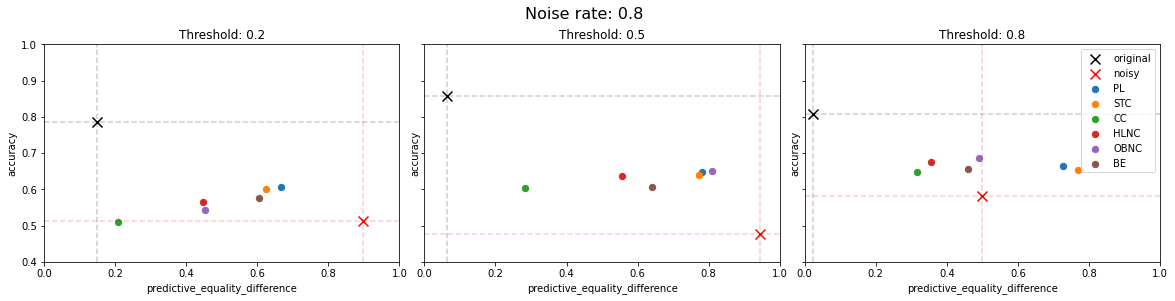 Noise rate: 0.8
Threshold: 0.2
1.0
0.9
0.8
0.7
0.6
0.5
0.4
accuracy
0.0 0.2 0.4 0.6 0.8 1.0
predictive_equality_difference
Threshold: 0.5
accuracy
0.0 0.2 0.4 0.6 0.8 1.0
predictive_equality_difference
Threshold: 0.8
accuracy
original
noisy
PL
STC
CC
HLNC
OBNC
BE
0.0 0.2 0.4 0.6 0.8 1.0
predictive_equality_difference